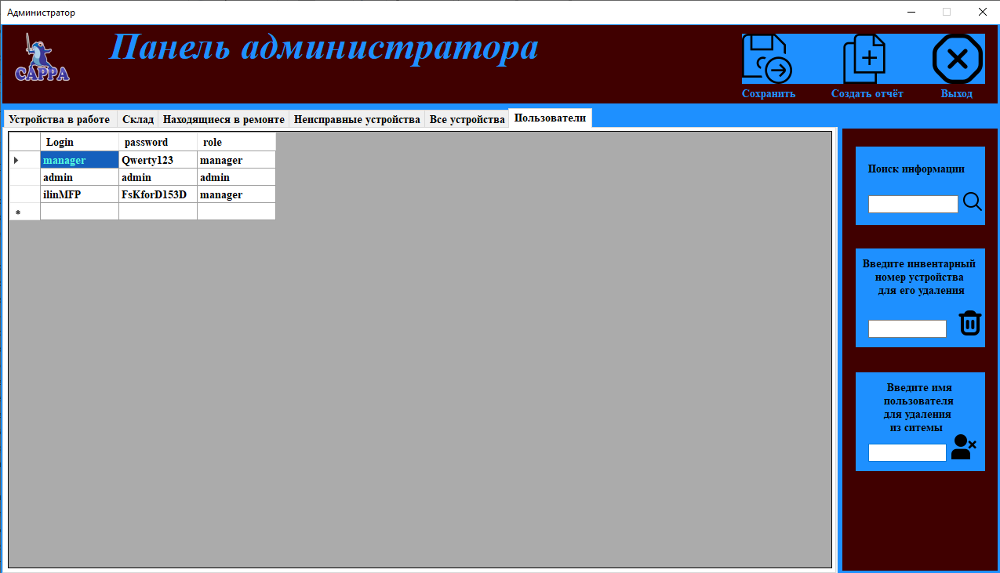 Администратор
CAPPA
Панель администратора
Сохранить
Создать отчёт
Выход
Устройства в работе Склад Находящиеся в ремонте Неисправные устройства Все устройства Пользователи
Login password role
manager Qwerty123 manager
admin admin admin
ilinMFP FsKforD153D manager
Поиск информации
Введите инвентарный
номер устройства
для его удаления
Введите имя
пользователя
для удаления
из ситемы